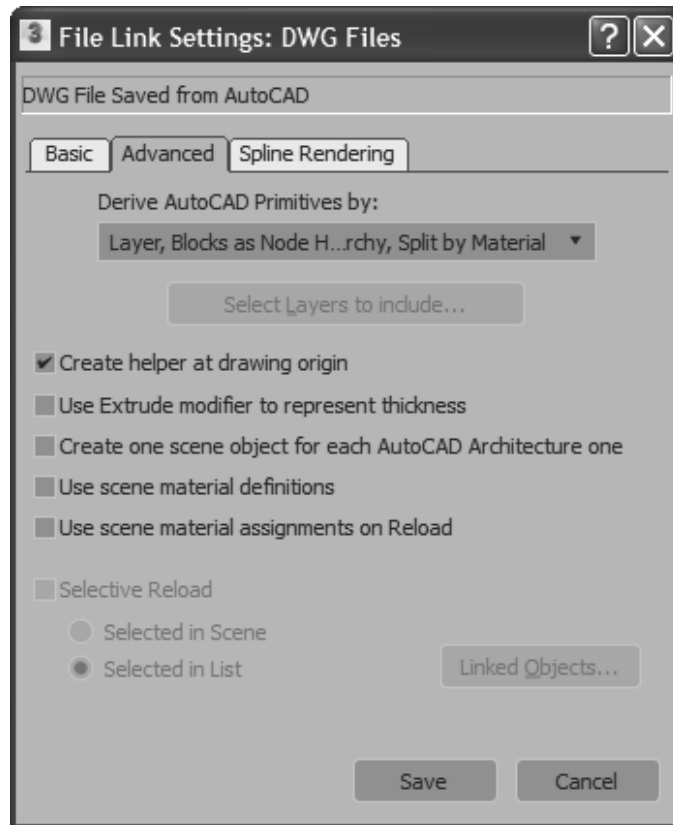 3 File Link Settings: DWG Files
DWG File Saved from AutoCAD
Basic Advanced Spline Rendering
Derive AutoCAD Primitives by:
Layer, Blocks as Node H...rchy, Split by Material
Select Layers to include...
Create helper at drawing origin
Use Extrude modifier to represent thickness
Create one scene object for each AutoCAD Architecture one
Use scene material definitions
Use scene material assignments on Reload
Selective Reload
Selected in Scene
Selected in List Linked Objects...
Save Cancel